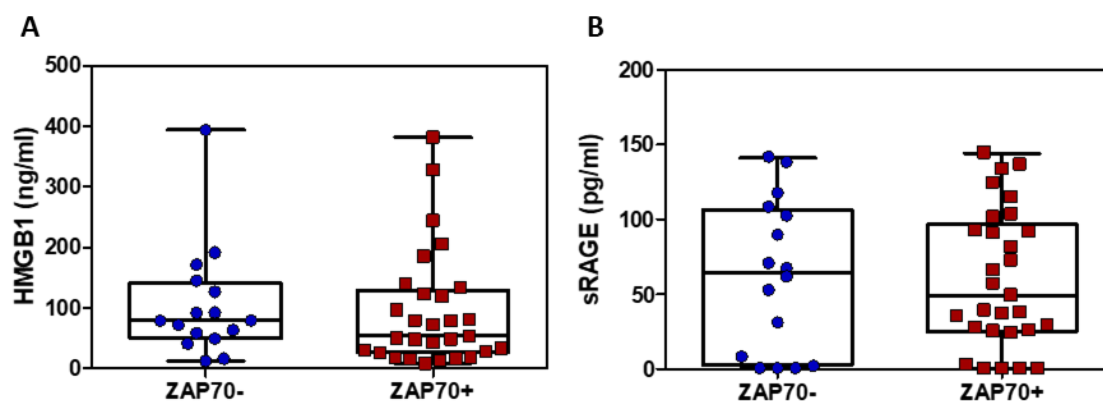 A
HMGB1 (ng/ml)
500
400
300
200
100
0
ZAP70-
ZAP70+
B
sRAGE (pg/ml)
200
150
100
50
0
ZAP70-
ZAP70+